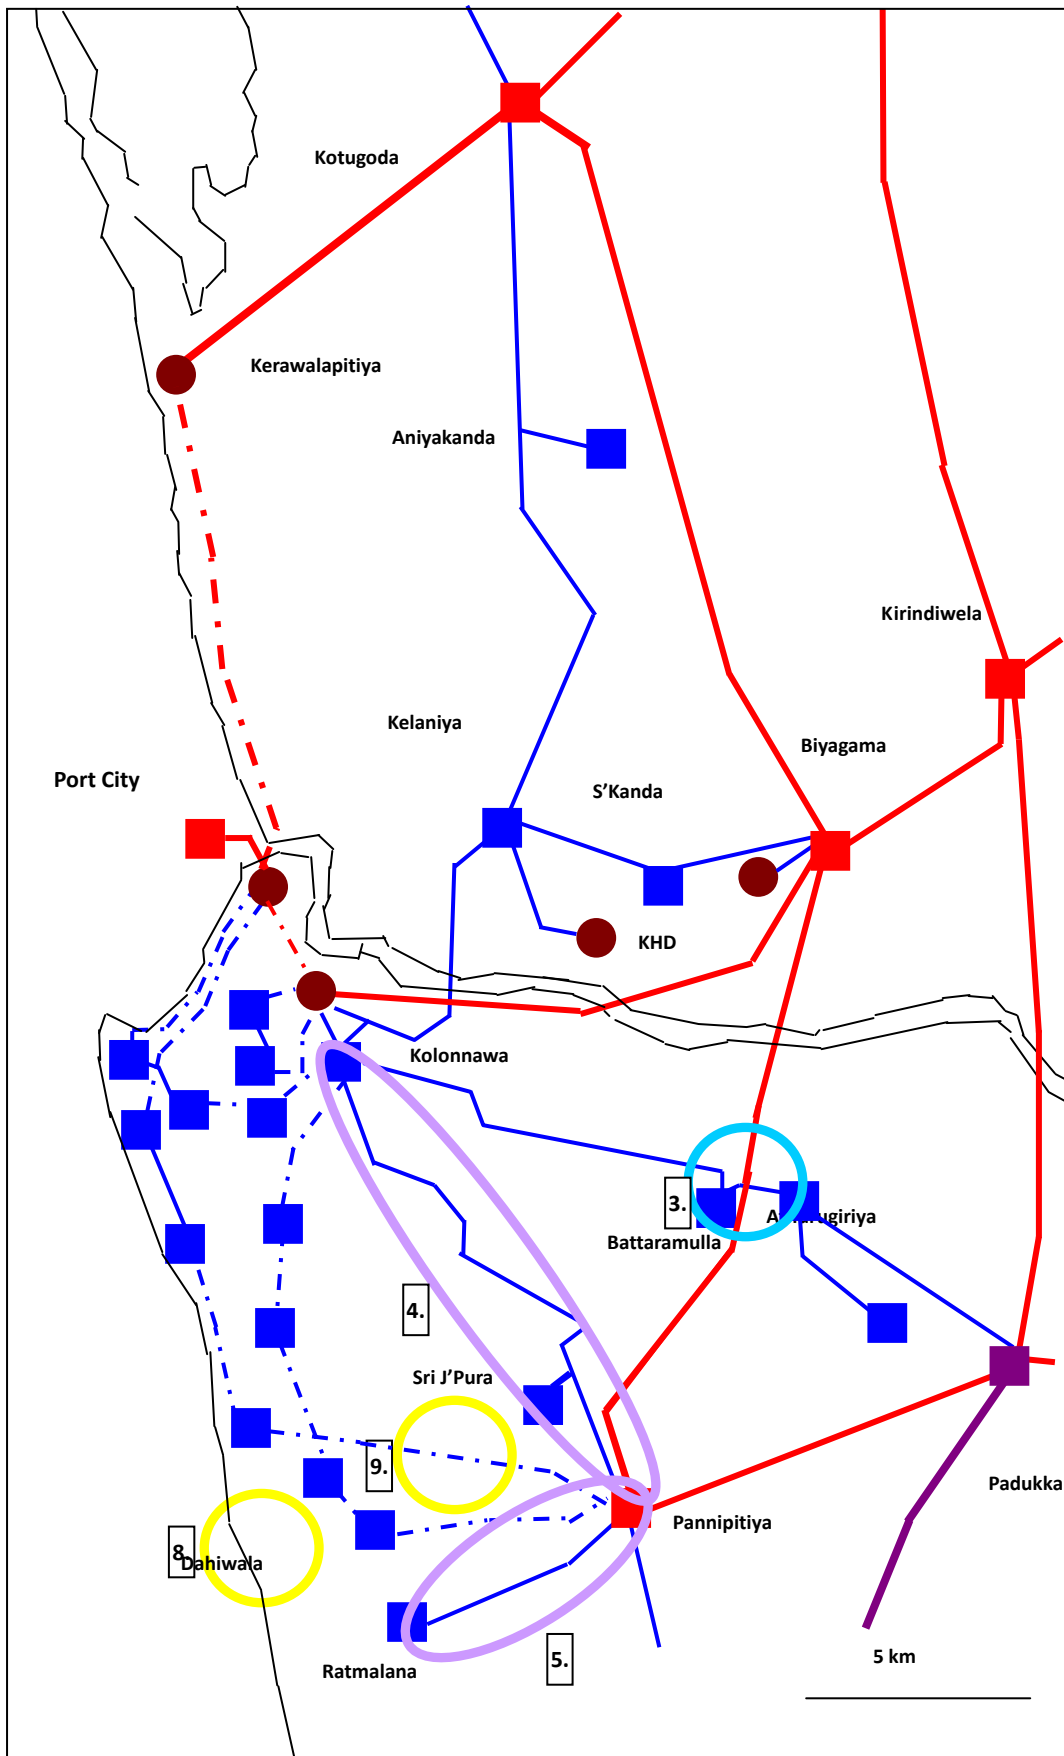 Kotugoda
Kerawalapitiya
Aniyakanda
Kirindiwela
Kelaniya
Biyagama
Port City
S'Kanda
KHD
Kolonnawa
3.
Battaramulla
4.
Sri J'Pura
9.
Padukka
Pannipitiya
8.
Dahiwala
5.
Ratmalana
5 km